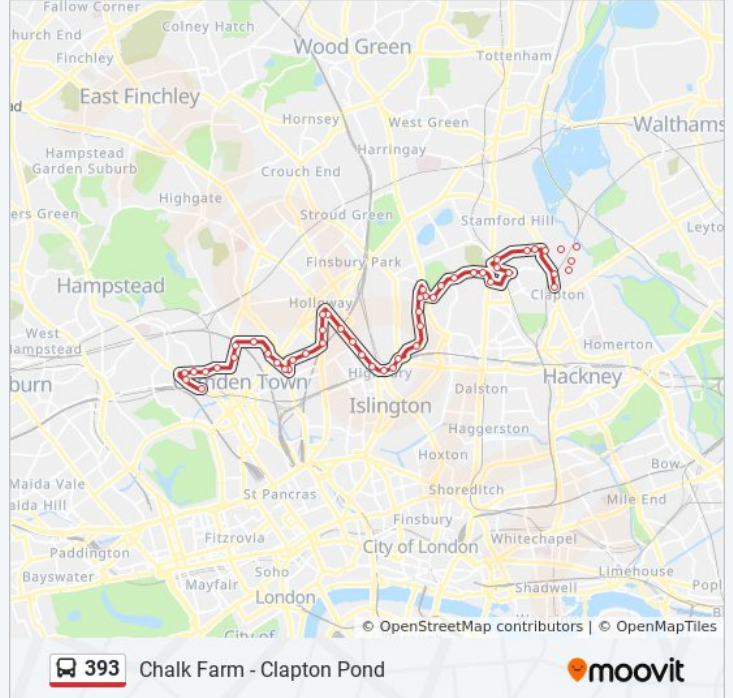 Fallow Corner
Colney Hatch
hurch End
Wood Green
Finchley
Tottenham
East Finchley
ad
Hornsey
West Green
Walthams
Hampstead
Garden Suburb
Harringay
Crouch End
Highgate
ers Green
Stroud Green
Stamford Hill
Leyto
Finsbury Park
Hampstead
Clapton
Holloway
West
Hampstead
Homerton
burn
Camden Town
Highbury
Hackney
Dalston
Islington
Haggerston
Hoxton
Bow
Maida Vale
aida Hill
St Pancras
Shoreditch
Mile End
Finsbury
Fitzrovia
Whitechapel
Paddington
City of London
Bayswater
Soho
Limehouse
Mayfair
Shadwell
Popl
London
City of
© OpenStreetMap contributors | © OpenMapTiles
393 Chalk Farm - Clapton Pond
moovit